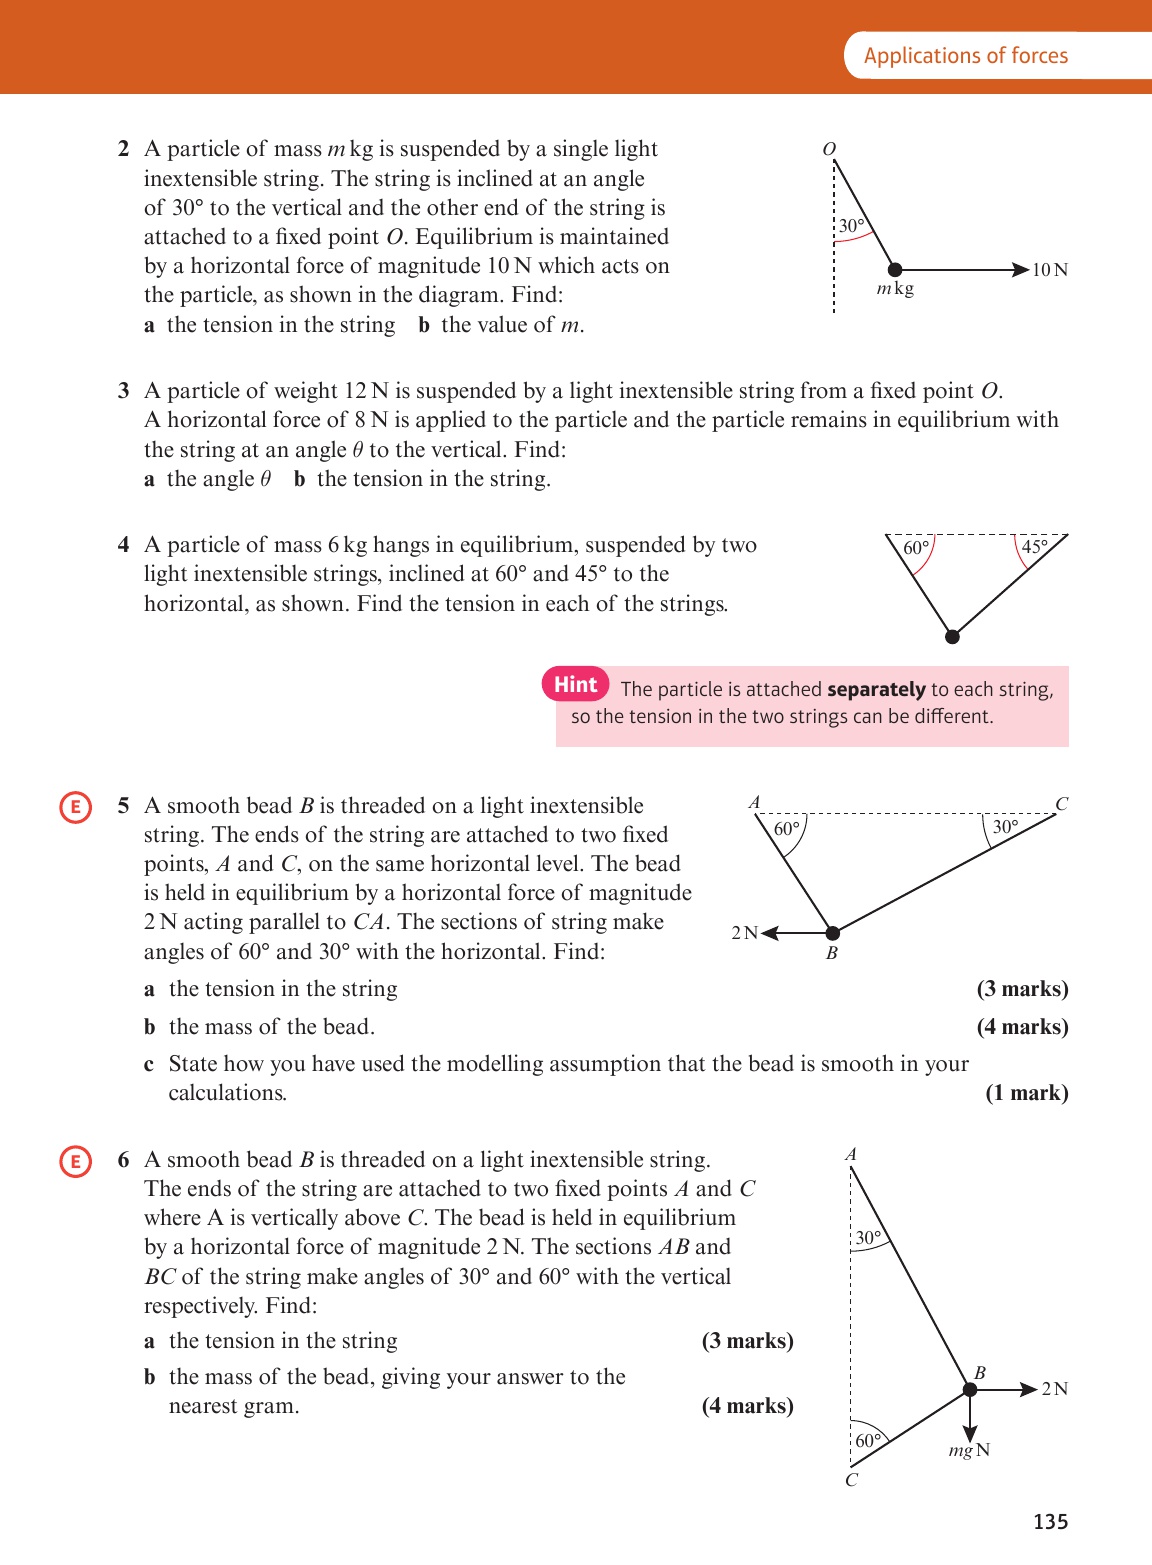 Applications of forces
2 A particle of mass m kg is suspended by a single light
inextensible string. The string is inclined at an angle
of 30° to the vertical and the other end of the string is
attached to a fixed point O. Equilibrium is maintained
by a horizontal force of magnitude 10 N which acts on
the particle, as shown in the diagram. Find:
a the tension in the string b the value of m.
O
30°
10 N
m kg
3 A particle of weight 12 N is suspended by a light inextensible string from a fixed point O.
A horizontal force of 8 N is applied to the particle and the particle remains in equilibrium with
the string at an angle θ to the vertical. Find:
a the angle θ b the tension in the string.
4 A particle of mass 6 kg hangs in equilibrium, suspended by two
light inextensible strings, inclined at 60° and 45° to the
horizontal, as shown. Find the tension in each of the strings.
60° 45°
Hint The particle is attached separately to each string,
so the tension in the two strings can be different.
E 5 A smooth bead B is threaded on a light inextensible
string. The ends of the string are attached to two fixed
points, A and C, on the same horizontal level. The bead
is held in equilibrium by a horizontal force of magnitude
2 N acting parallel to CA. The sections of string make
angles of 60° and 30° with the horizontal. Find:
A C
60° 30°
2 N
B
a the tension in the string (3 marks)
b the mass of the bead. (4 marks)
c State how you have used the modelling assumption that the bead is smooth in your
calculations. (1 mark)
E 6 A smooth bead B is threaded on a light inextensible string.
The ends of the string are attached to two fixed points A and C
where A is vertically above C. The bead is held in equilibrium
by a horizontal force of magnitude 2 N. The sections AB and
BC of the string make angles of 30° and 60° with the vertical
respectively. Find:
a the tension in the string (3 marks)
b the mass of the bead, giving your answer to the
nearest gram. (4 marks)
A
30°
B
2 N
60°
mg N
C
135